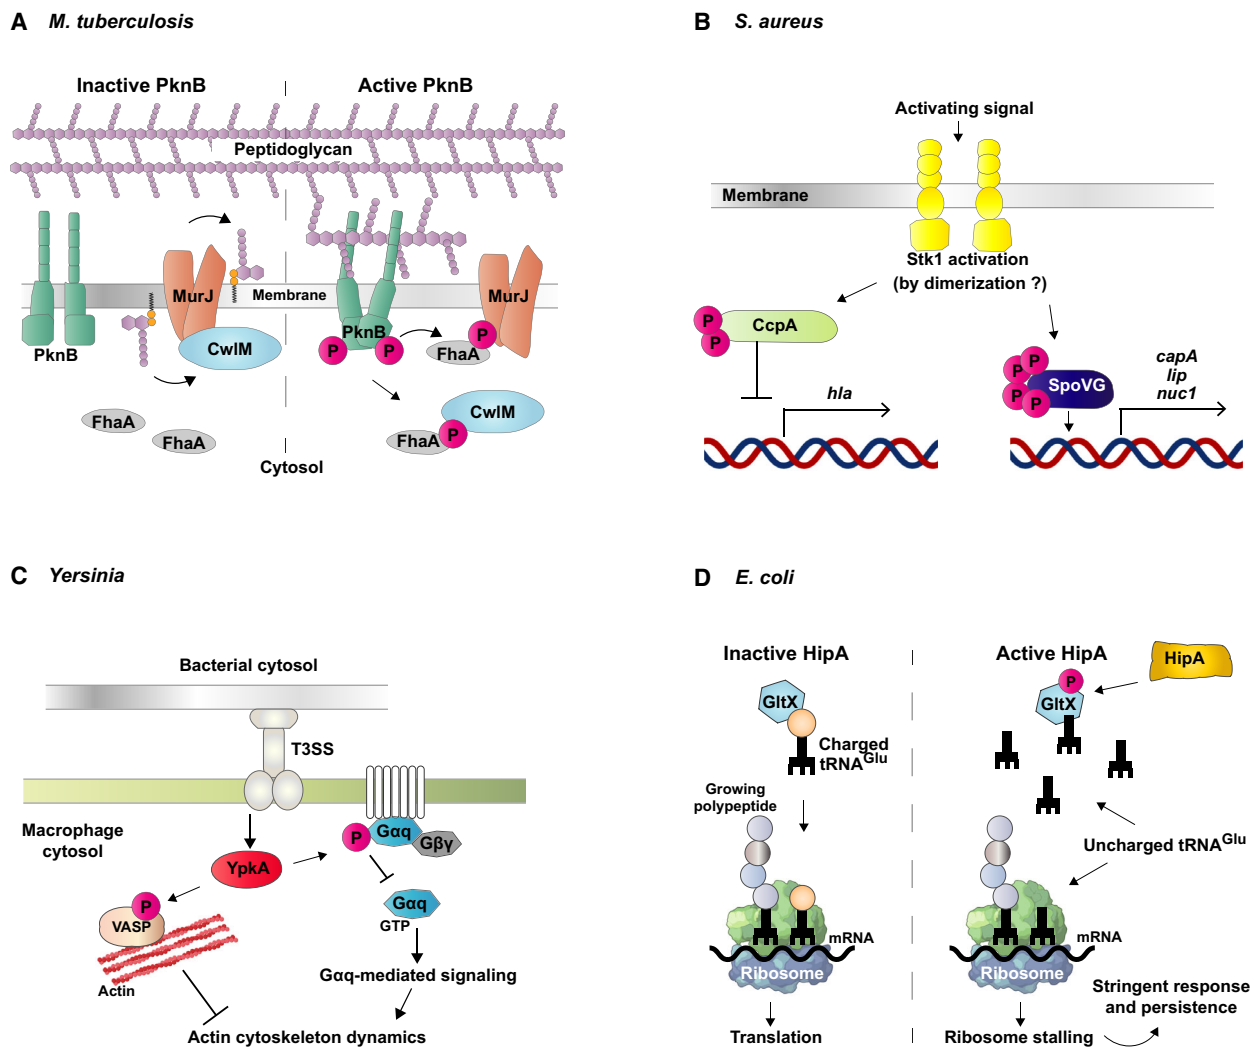 A M. tuberculosis
Inactive PknB
Active PknB
Peptidoglycan
MurJ
Membrane
MurJ
PknB
CwlM
PknB
P
P
P
FhaA
FhaA
FhaA
CwlM
FhaA
P
Cytosol
B S. aureus
Activating signal
Membrane
Stk1 activation
(by dimerization ?)
P
P
CcpA
hla
P
P
P
P
SpoVG
capA
lip
nuc1
C Yersinia
Bacterial cytosol
T3SS
Macrophage
cytosol
P
Gαq
Gβγ
YpkA
P
VASP
Actin
Gαq
GTP
Gαq-mediated signaling
Actin cytoskeleton dynamics
D E. coli
Inactive HipA
GltX
Charged
tRNAGlu
Growing
polypeptide
mRNA
Ribosome
Translation
Active HipA
HipA
P
GltX
Uncharged tRNAGlu
mRNA
Ribosome
Stringent response
and persistence
Ribosome stalling